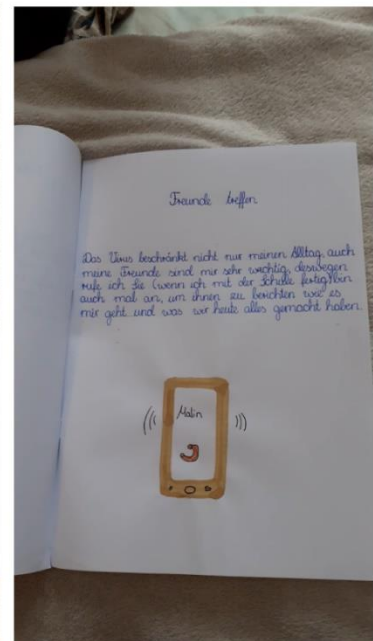 Freunde treffen
Das Virus beschränkt nicht nur meinen Alltag, auch
meine Freunde sind mir sehr wichtig, deswegen
rufe ich sie (wenn ich mit der Schule fertig bin
auch mal an, um ihnen zu berichten wie es
mir geht und was wir heute alles gemacht haben.
Malin